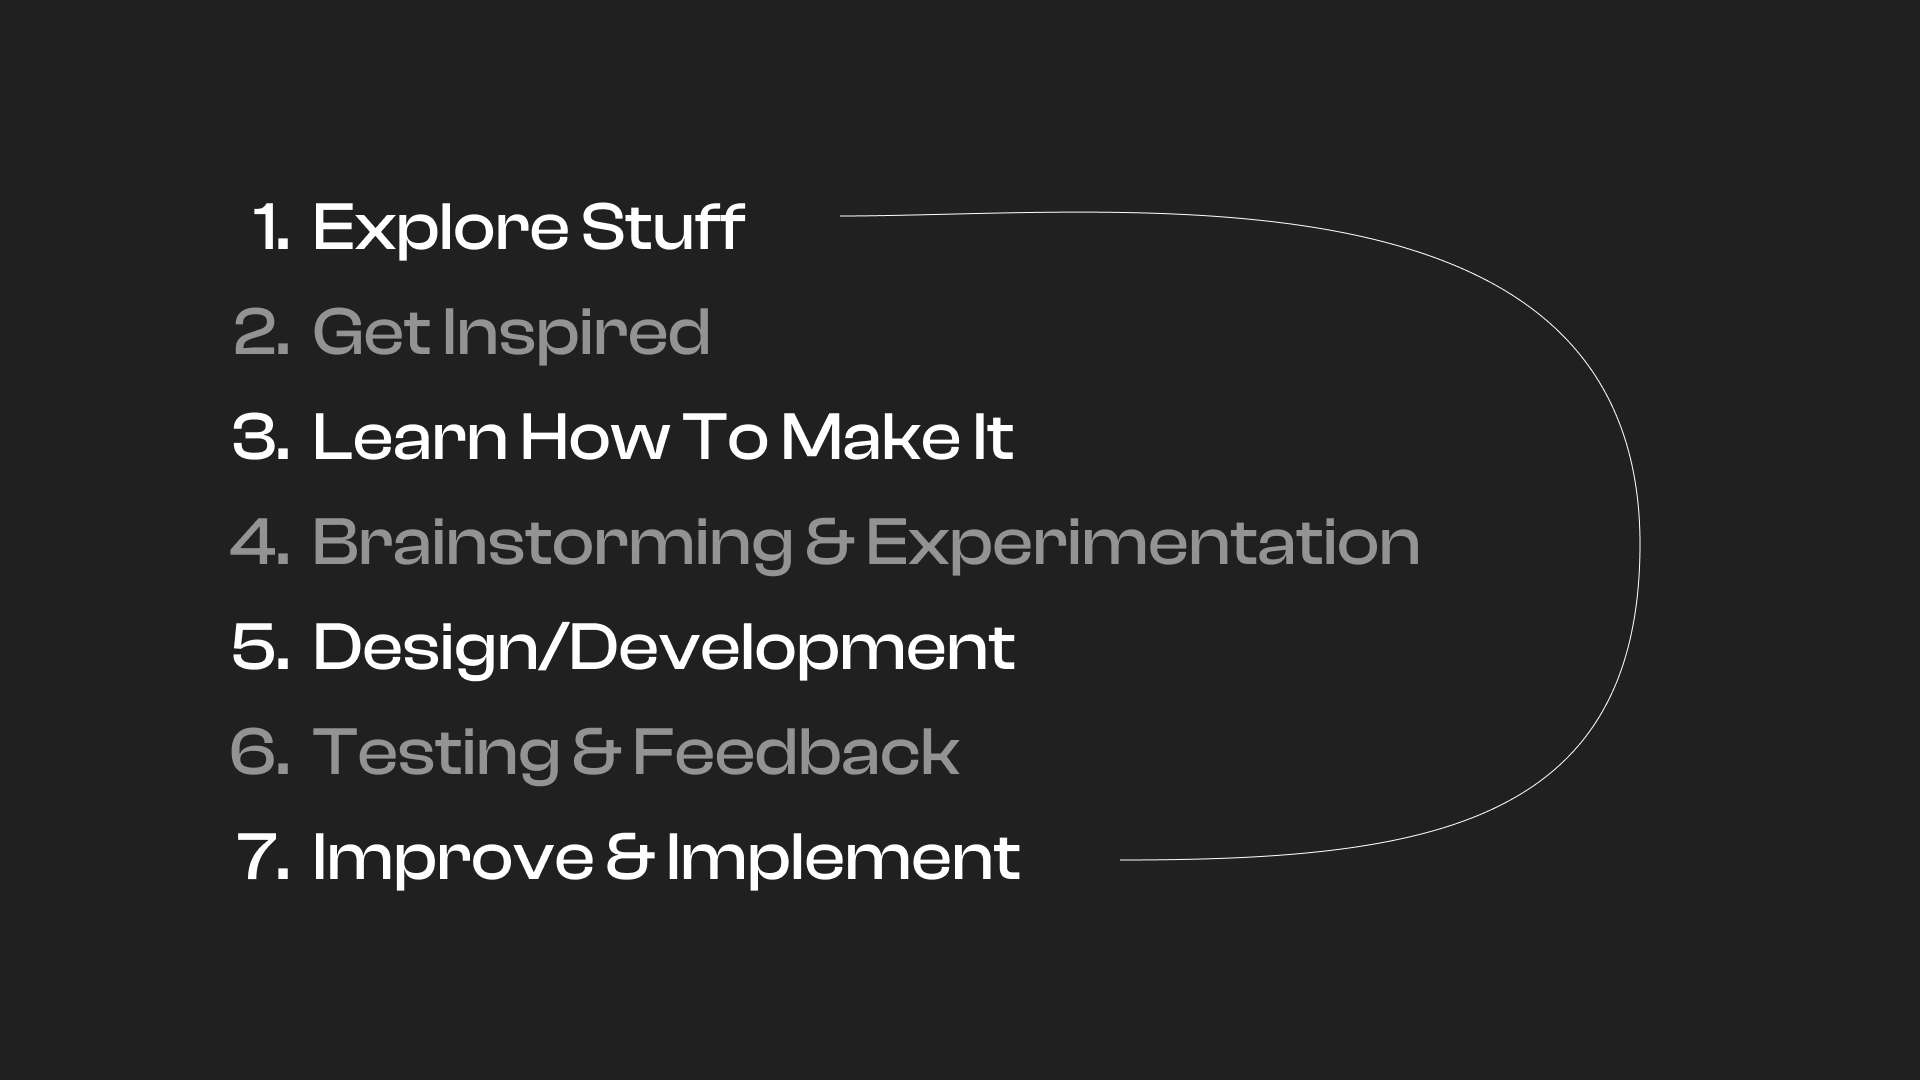 1. Explore Stuff
2. Get Inspired
3. Learn How To Make It
4. Brainstorming & Experimentation
5. Design/Development
6. Testing & Feedback
7. Improve & Implement